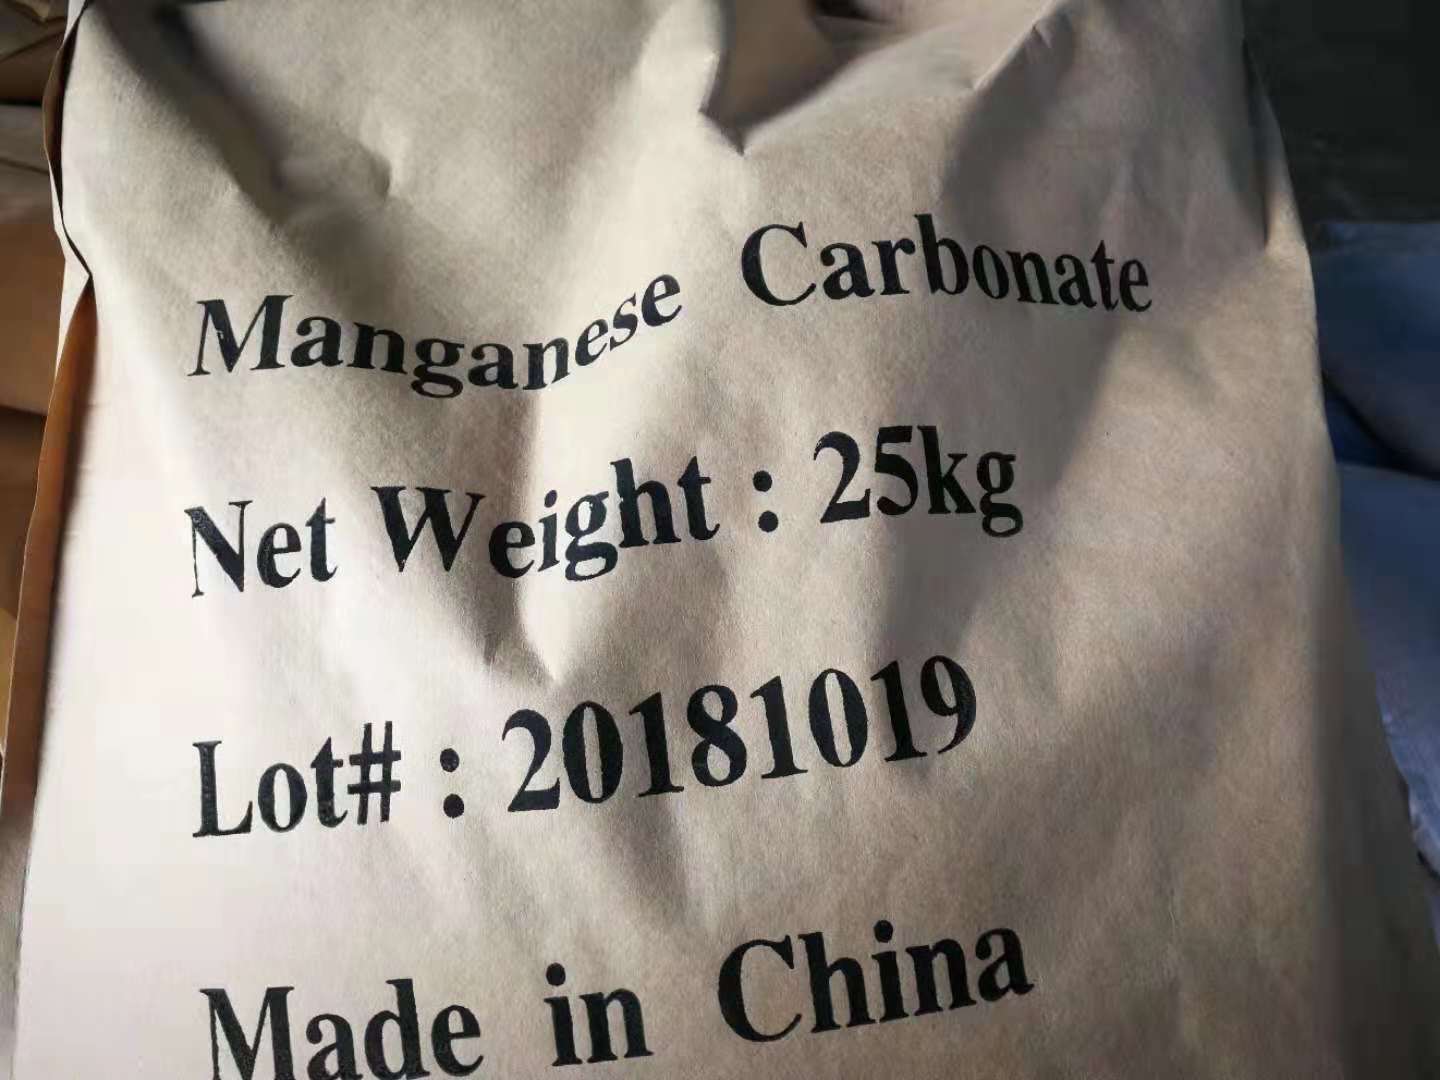 Manganese Carbonate
Net Weight : 25kg
Lot# : 20181019
Made in China